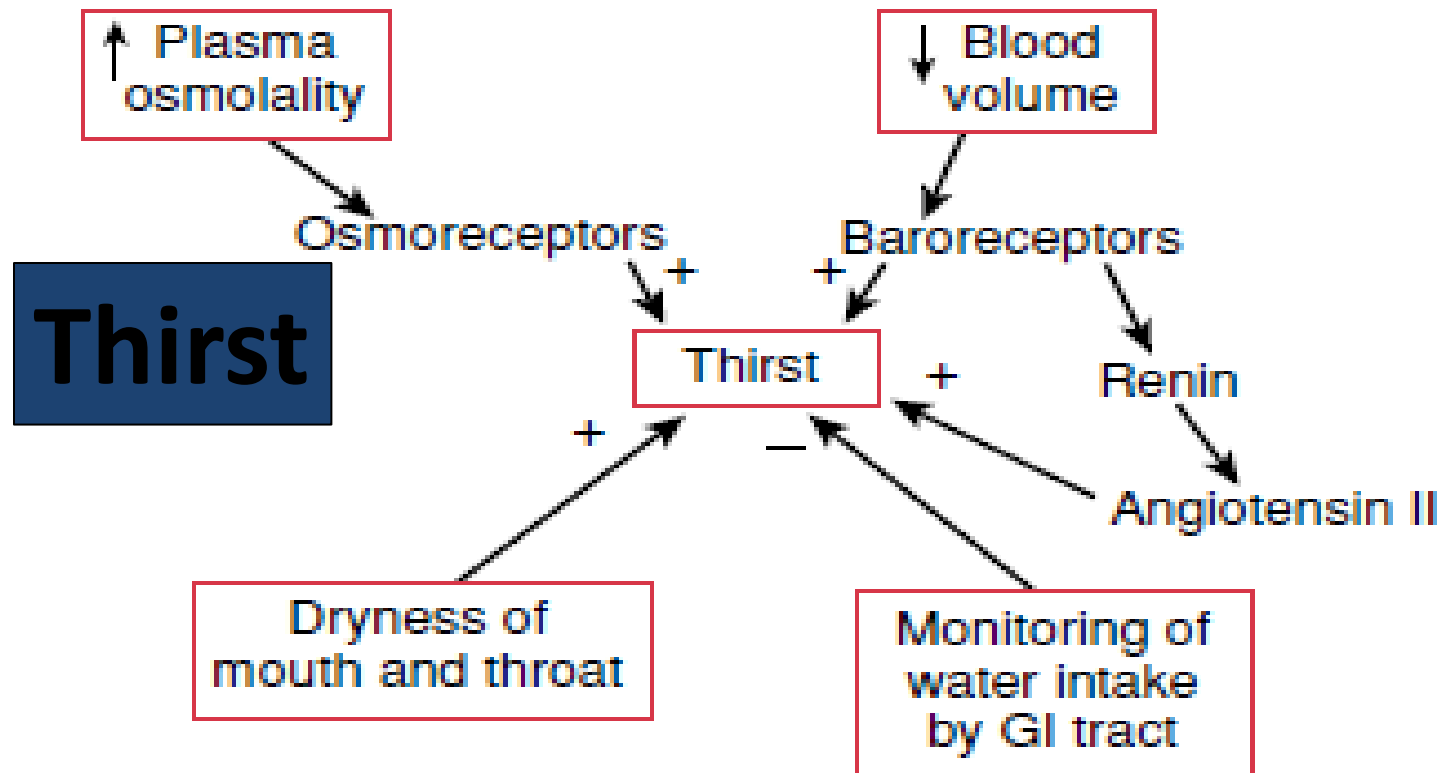 ↑ Plasma
osmolality
↓ Blood
volume
Osmoreceptors
Baroreceptors
+
+
Thirst
Thirst
+
Renin
+
−
Angiotensin II
Dryness of
mouth and throat
Monitoring of
water intake
by GI tract